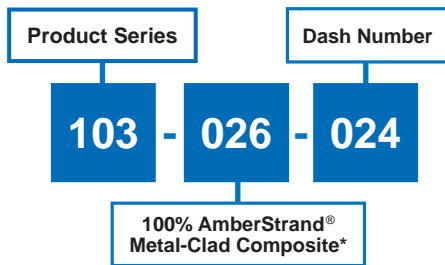 Product Series
Dash Number
103 - 026 - 024
100% AmberStrand®
Metal-Clad Composite*